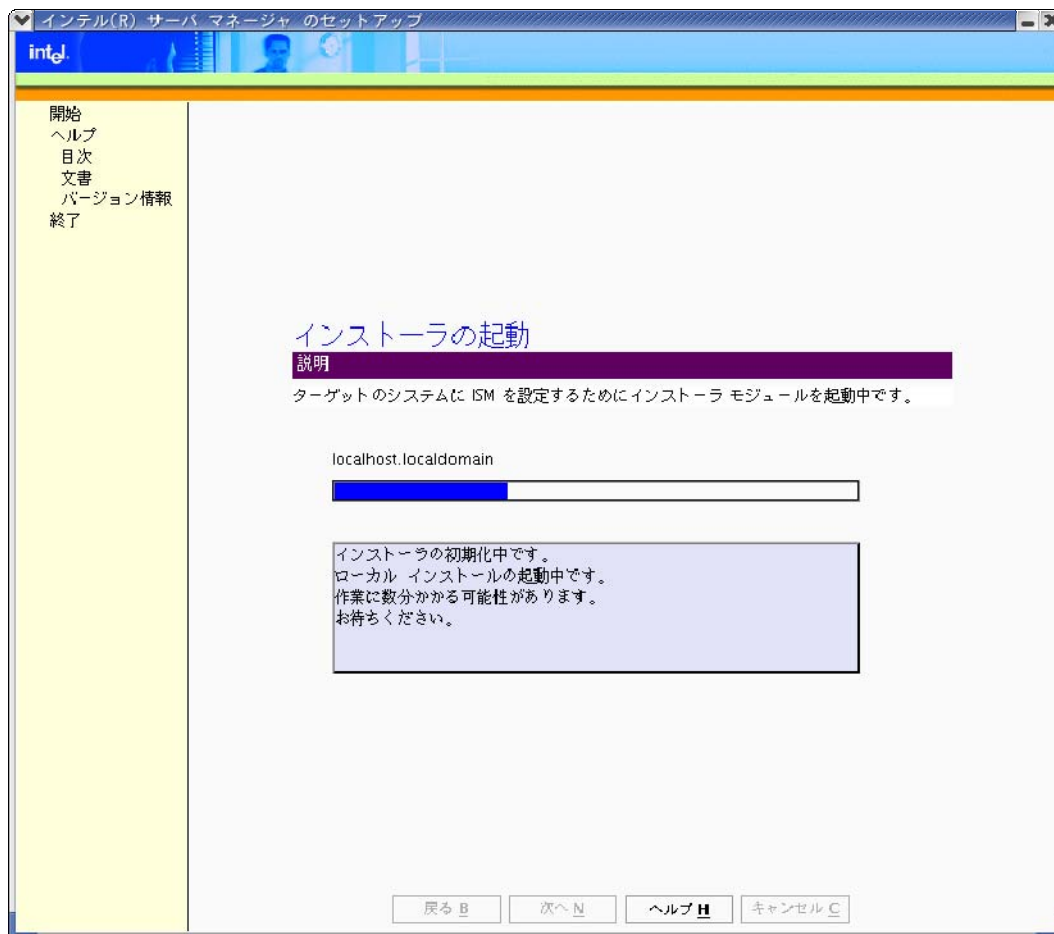 インテル(R) サーバ マネージャ のセットアップ
intel.
開始
ヘルプ
目次
文書
バージョン情報
終了
インストーラの起動
説明
ターゲットのシステムに ISM を設定するためにインストーラ モジュールを起動中です。
localhost.localdomain
インストーラの初期化中です。
ローカル インストールの起動中です。
作業に数分かかる可能性があります。
お待ちください。
戻る B
次へ N
ヘルプ H
キャンセル C